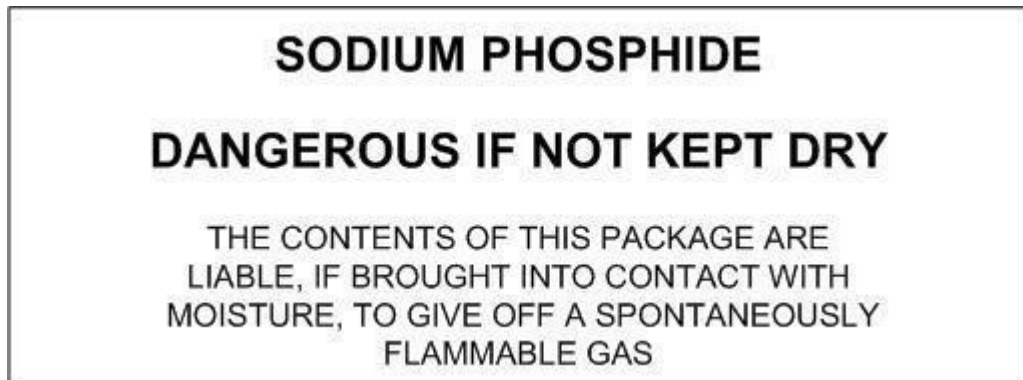 SODIUM PHOSPHIDE
DANGEROUS IF NOT KEPT DRY
THE CONTENTS OF THIS PACKAGE ARE
LIABLE, IF BROUGHT INTO CONTACT WITH
MOISTURE, TO GIVE OFF A SPONTANEOUSLY
FLAMMABLE GAS